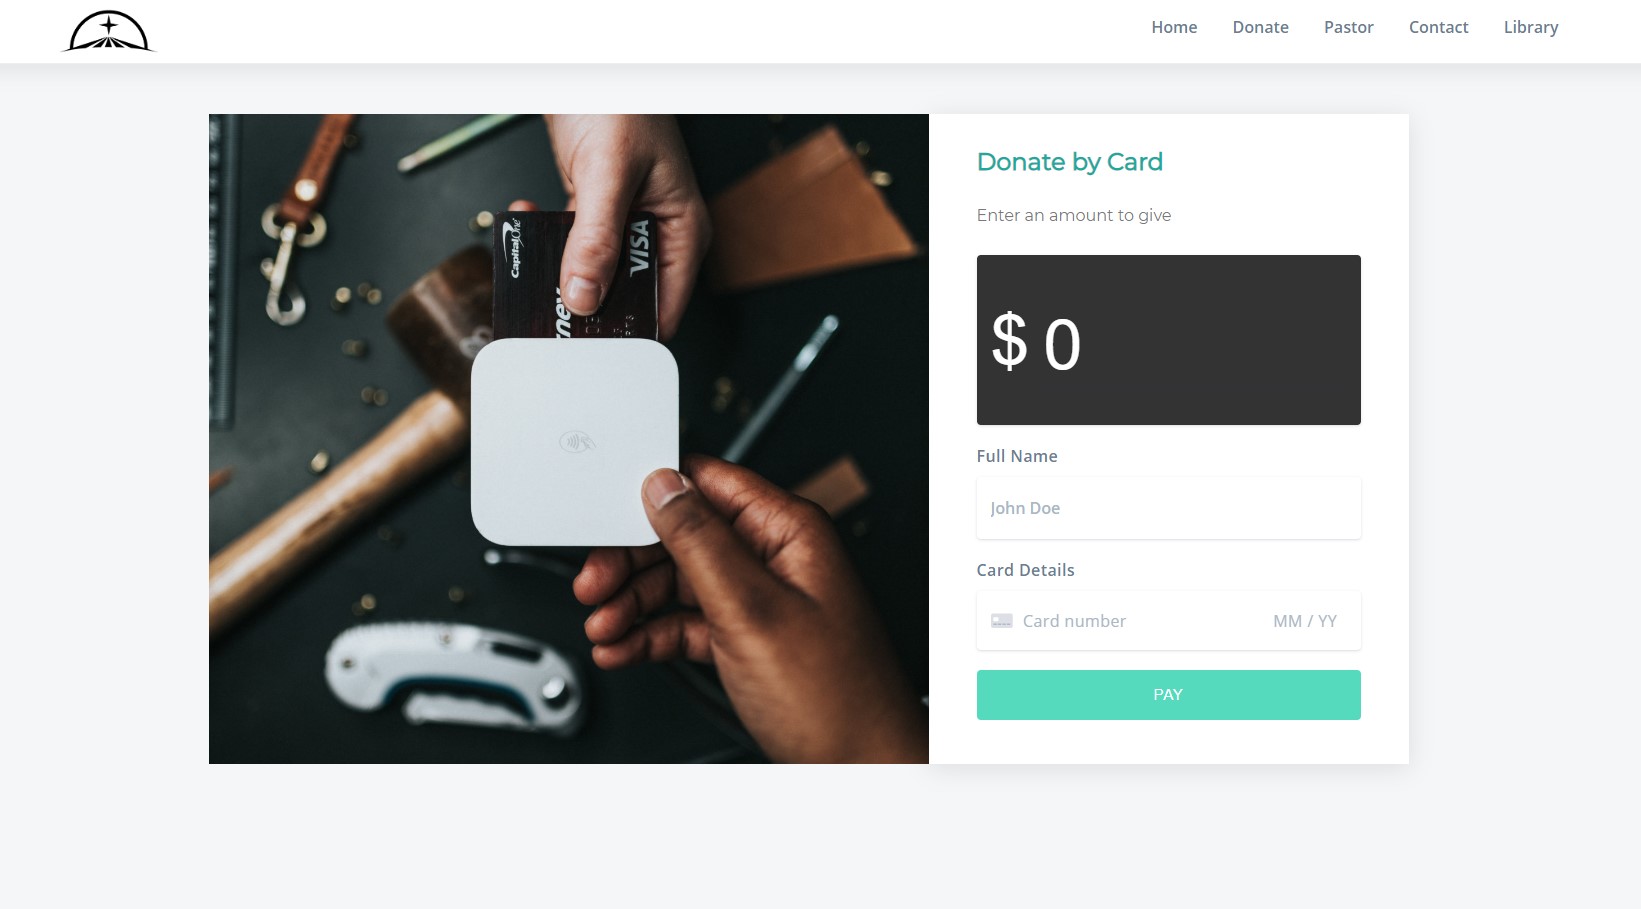 Home Donate Pastor Contact Library
Capital One
VISA
Donate by Card
Enter an amount to give
$ 0
Full Name
John Doe
Card Details
Card number MM / YY
PAY